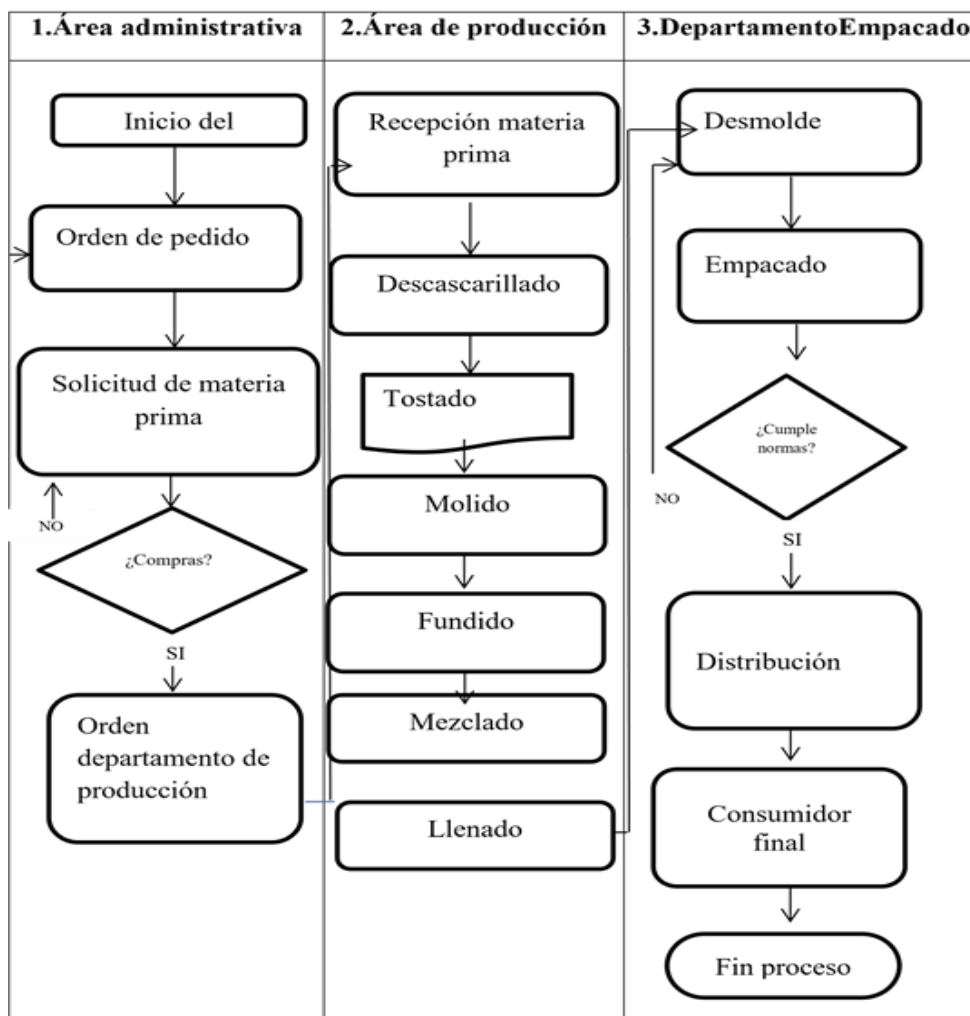 1.Área administrativa
2.Área de producción
3.DepartamentoEmpacado
Inicio del
Orden de pedido
Solicitud de materia
prima
NO
¿Compras?
SI
Orden
departamento de
producción
Recepción materia
prima
Descascarillado
Tostado
Molido
Fundido
Mezclado
Llenado
Desmolde
Empacado
¿Cumple
normas?
NO
SI
Distribución
Consumidor
final
Fin proceso